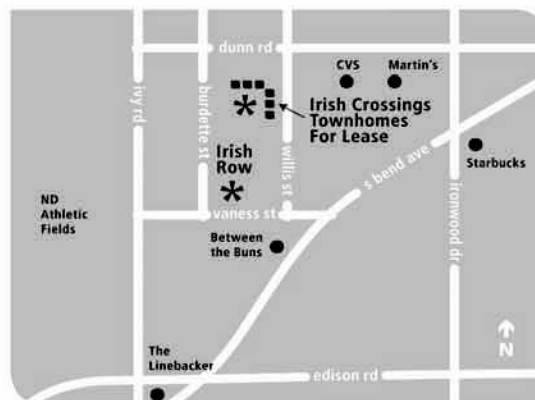 dunn rd
CVS
Martin's
ivy rd
burdette st
*
Irish Crossings
Townhomes
For Lease
willis st
Irish
Row
*
s bend ave
Starbucks
ironwood dr
ND
Athletic
Fields
vaness st
Between
the Buns
N
The
Linebacker
edison rd